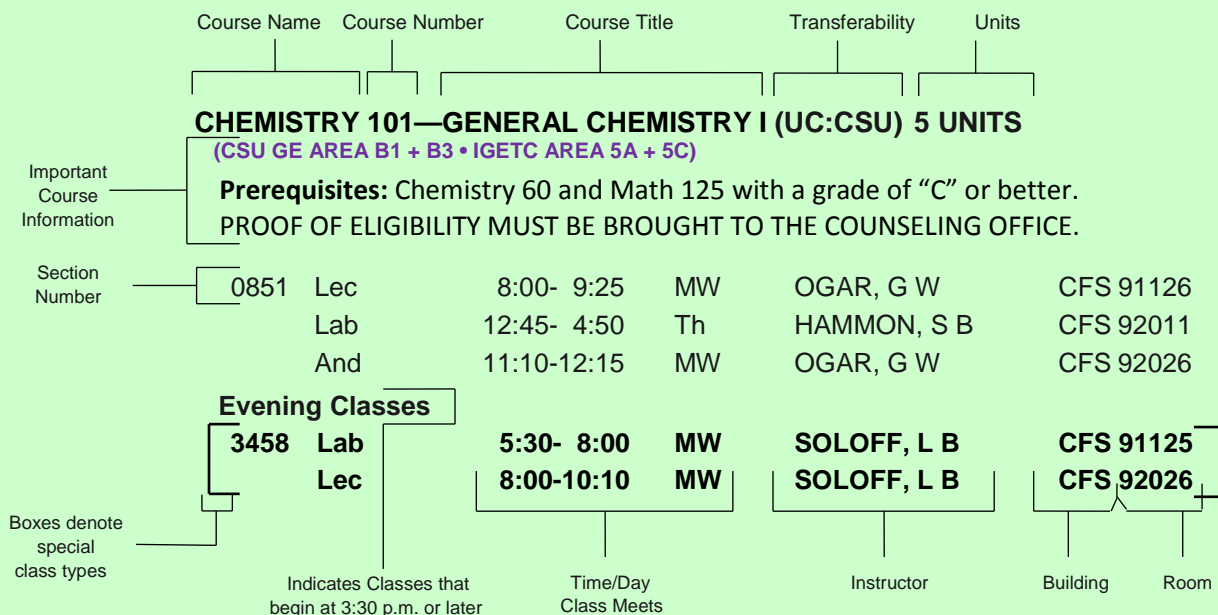 Course Name Course Number Course Title Transferability Units
CHEMISTRY 101—GENERAL CHEMISTRY I (UC:CSU) 5 UNITS
(CSU GE AREA B1 + B3 • IGETC AREA 5A + 5C)
Important
Course
Information
Prerequisites: Chemistry 60 and Math 125 with a grade of “C” or better.
PROOF OF ELIGIBILITY MUST BE BROUGHT TO THE COUNSELING OFFICE.
Section
Number
0851 Lec 8:00- 9:25 MW OGAR, G W CFS 91126
Lab 12:45- 4:50 Th HAMMON, S B CFS 92011
And 11:10-12:15 MW OGAR, G W CFS 92026
Evening Classes
3458 Lab 5:30- 8:00 MW SOLOFF, L B CFS 91125
Lec 8:00-10:10 MW SOLOFF, L B CFS 92026
Boxes denote
special
class types
Indicates Classes that
begin at 3:30 p.m. or later
Time/Day
Class Meets
Instructor
Building
Room